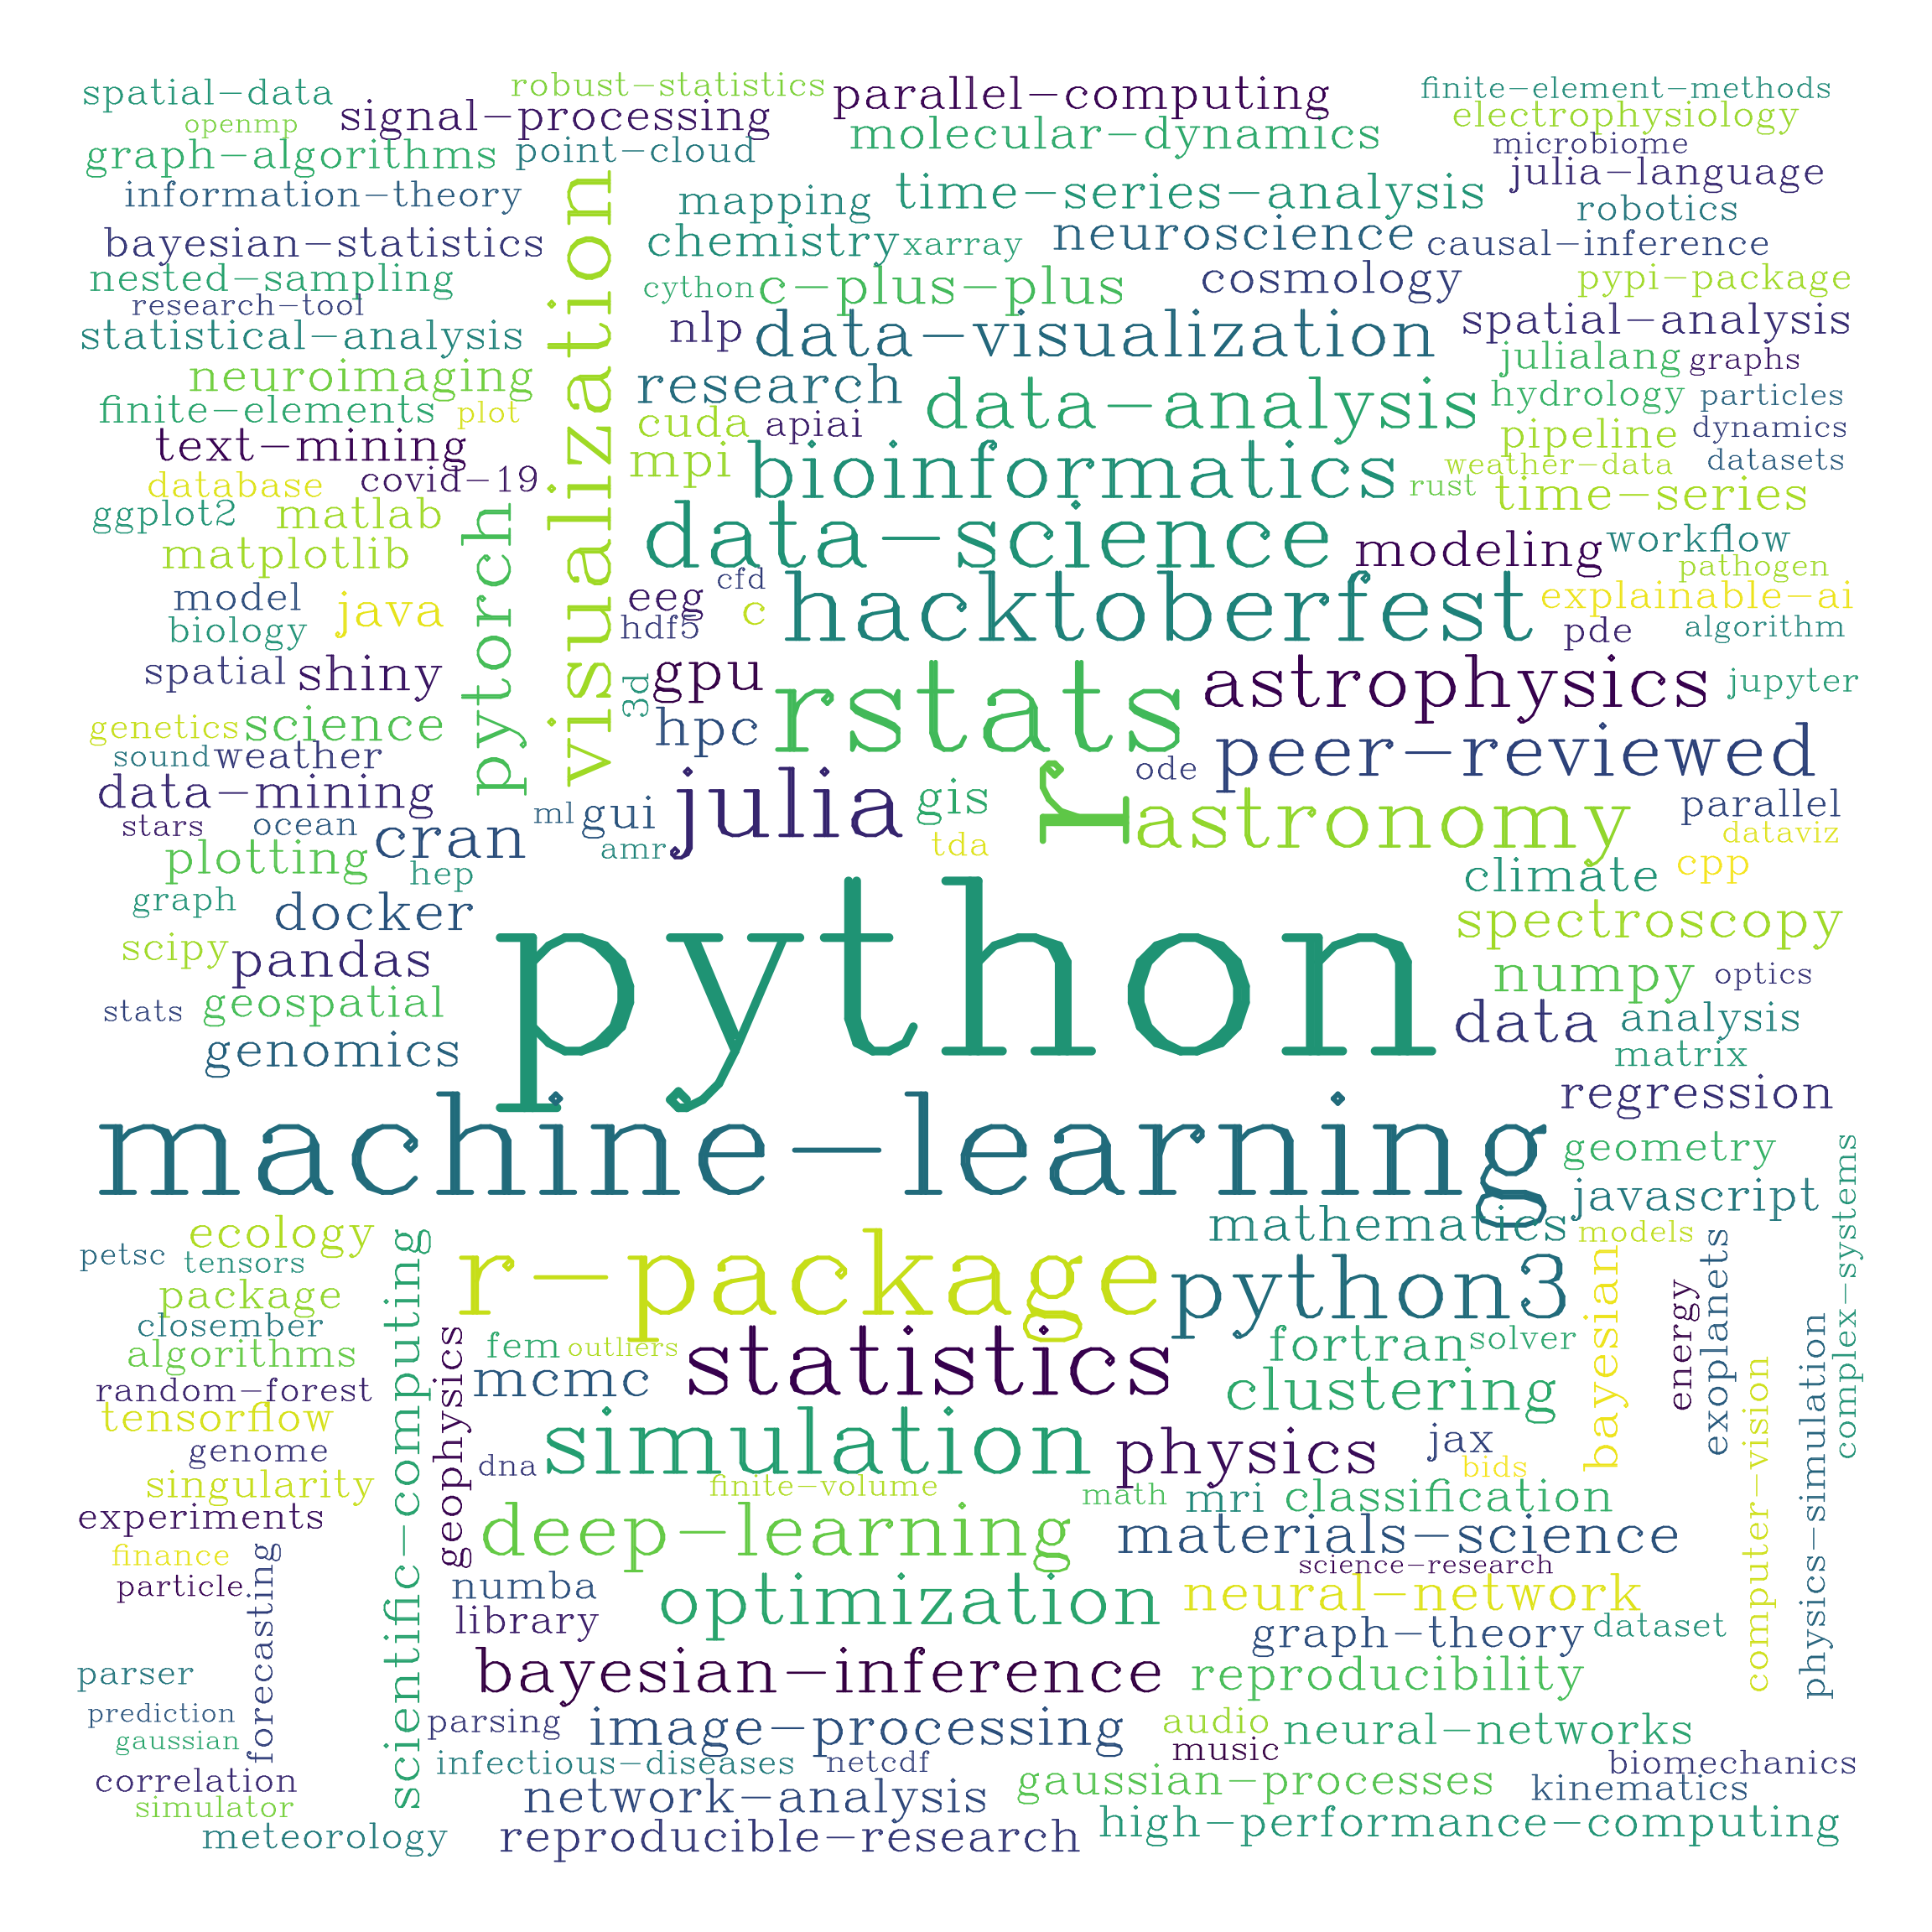 spatial-data
robust-statistics
parallel-computing
finite-element-methods
openmp
signal-processing
molecular-dynamics
electrophysiology
graph-algorithms
point-cloud
microbiome
information-theory
visualization
mapping
time-series-analysis
julia-language
robotics
bayesian-statistics
chemistry
xarray
neuroscience
causal-inference
nested-sampling
cython
c-plus-plus
cosmology
pypi-package
research-tool
statistical-analysis
nlp
data-visualization
spatial-analysis
julialang
graphs
neuroimaging
research
data-analysis
hydrology
particles
finite-elements
plot
cuda
apiai
pipeline
dynamics
text-mining
mpi
bioinformatics
weather-data
datasets
database
covid-19
rust
time-series
ggplot2
matlab
pytorch
data-science
modeling
workflow
matplotlib
cfd
pathogen
model
java
eeg
c
hacktoberfest
explainable-ai
biology
hdf5
pde
algorithm
spatial
shiny
3d
gpu
rstats
astrophysics
jupyter
genetics
science
hpc
peer-reviewed
sound
weather
ode
data-mining
ml
gui
julia
gis
r
astronomy
parallel
stars
ocean
cran
amr
tda
dataviz
plotting
hep
climate
cpp
graph
docker
python
spectroscopy
scipy
pandas
numpy
optics
stats
geospatial
data
analysis
genomics
matrix
machine-learning
regression
geometry
javascript
complex-systems
ecology
mathematics
models
petsc
tensors
scientific-computing
r-package
python3
bayesian
energy
exoplanets
package
closember
geophysics
fem
outliers
statistics
fortran
solver
physics-simulation
algorithms
mcmc
clustering
computer-vision
random-forest
tensorflow
simulation
physics
jax
genome
dna
bids
singularity
finite-volume
math
mri
classification
experiments
deep-learning
materials-science
finance
forecasting
science-research
particle
numba
optimization
neural-network
library
graph-theory
dataset
parser
bayesian-inference
reproducibility
prediction
parsing
image-processing
audio
neural-networks
gaussian
music
infectious-diseases
netcdf
biomechanics
correlation
network-analysis
gaussian-processes
kinematics
simulator
meteorology
reproducible-research
high-performance-computing